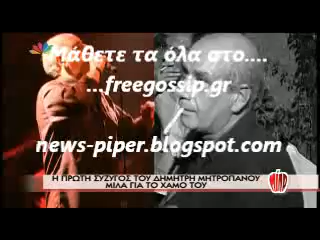 Μάθετε τα όλα στο....
...freegossip.gr
news-piper.blogspot.com
Η ΠΡΩΤΗ ΣΥΖΥΓΟΣ ΤΟΥ ΔΗΜΗΤΡΗ ΜΗΤΡΟΠΑΝΟΥ
ΜΙΛΑ ΓΙΑ ΤΟ ΧΑΜΟ ΤΟΥ